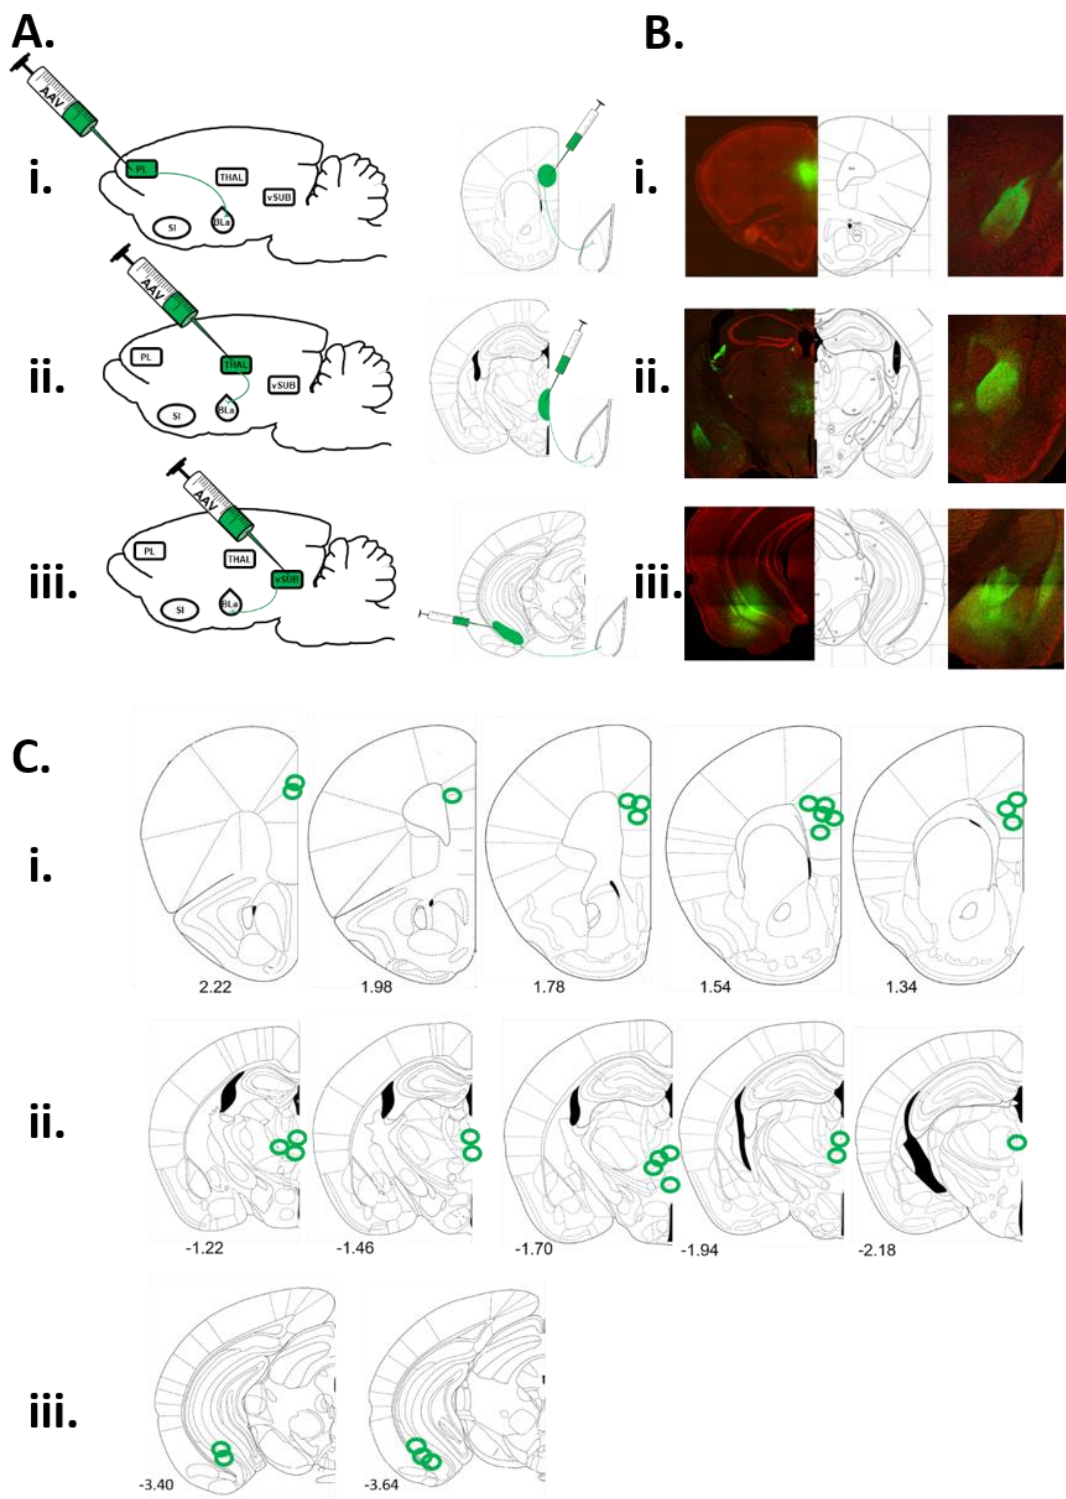 A.
B.
i.
AAV
PL
THAL
vSUB
SI
BLa
i.
ii.
AAV
PL
THAL
vSUB
SI
BLa
ii.
iii.
AAV
PL
THAL
vSUB
SI
BLa
iii.
C.
i.
2.22
1.98
1.78
1.54
1.34
ii.
-1.22
-1.46
-1.70
-1.94
-2.18
iii.
-3.40
-3.64